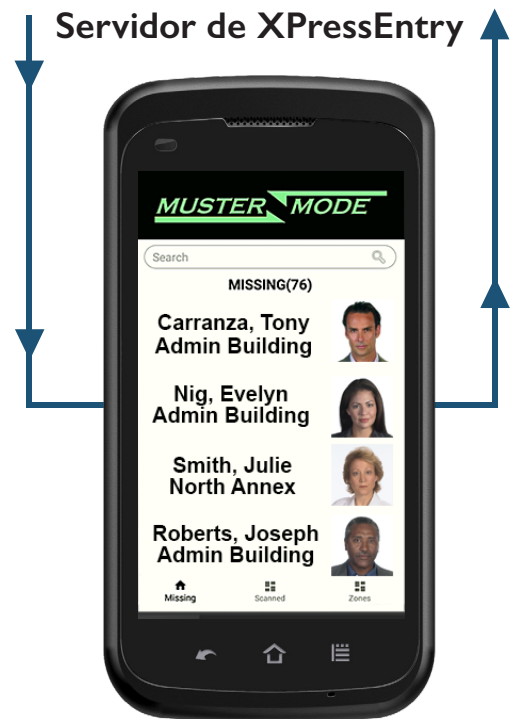 Servidor de XPressEntry
MUSTER MODE
Search
MISSING(76)
Carranza, Tony
Admin Building
Nig, Evelyn
Admin Building
Smith, Julie
North Annex
Roberts, Joseph
Admin Building
Missing
Scanned
Zones